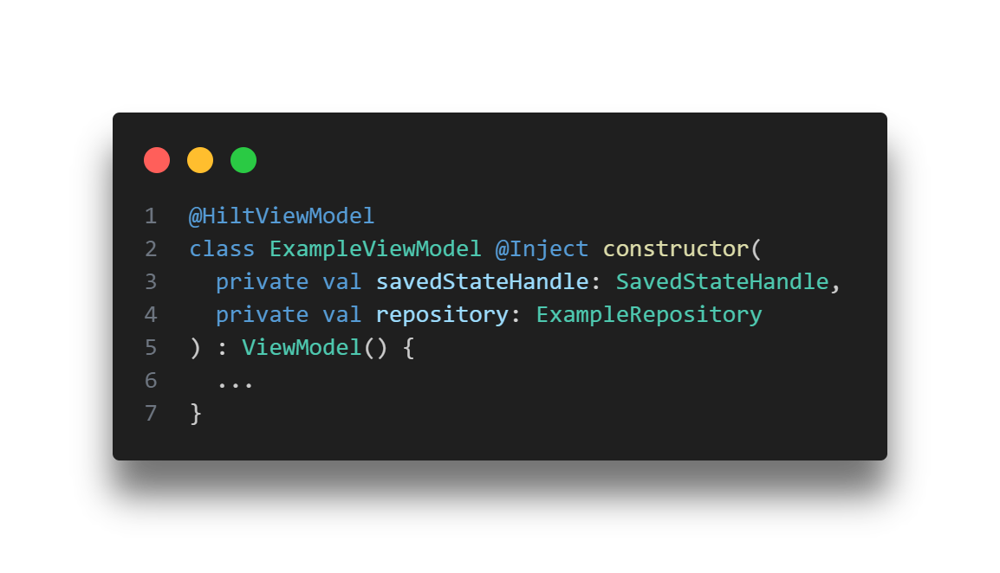 1 @HiltViewModel
2 class ExampleViewModel @Inject constructor(
3   private val savedStateHandle: SavedStateHandle,
4   private val repository: ExampleRepository
5 ) : ViewModel() {
6   ...
7 }